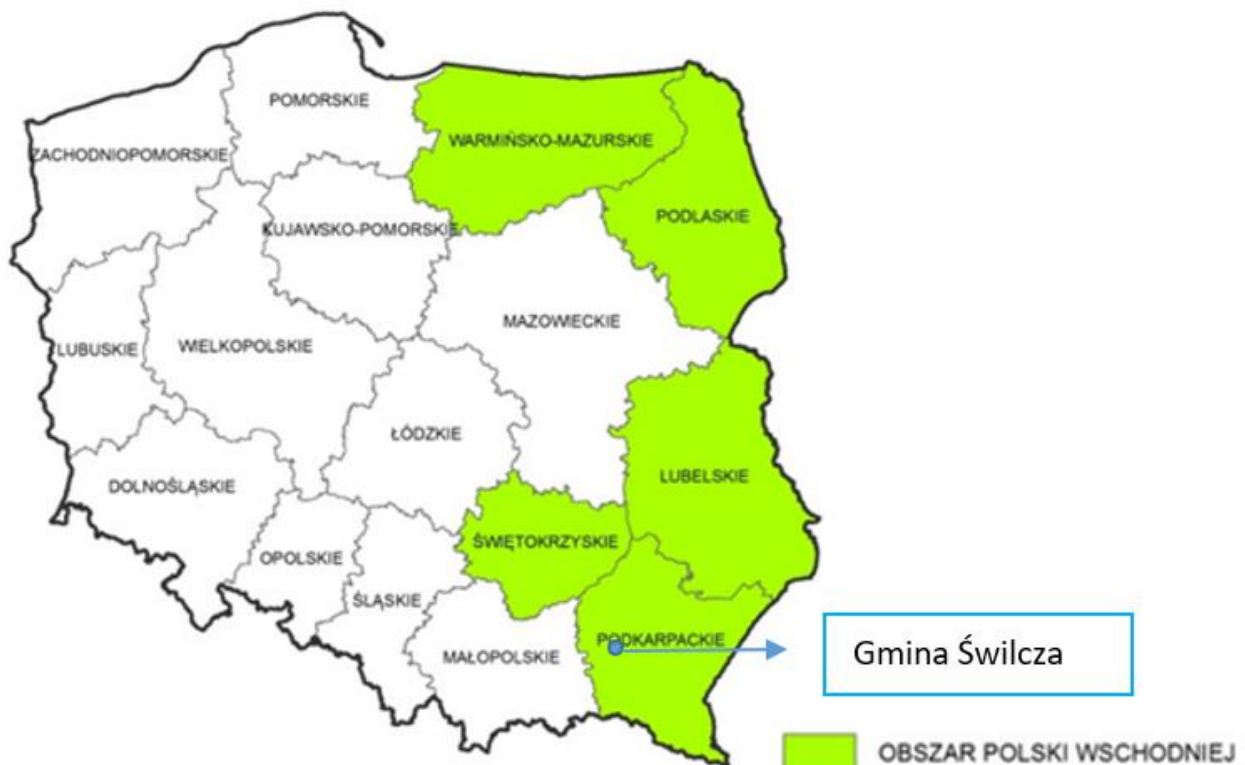 POMORSKIE
WARMIŃSKO-MAZURSKIE
ZACHODNIOPOMORSKIE
PODLASKIE
KUJAWSKO-POMORSKIE
MAZOWIECKIE
LUBUSKIE
WIELKOPOLSKIE
ŁÓDZKIE
LUBELSKIE
DOLNOŚLĄSKIE
ŚWIĘTOKRZYSKIE
OPOLSKIE
ŚLĄSKIE
PODKARPACKIE
MAŁOPOLSKIE
Gmina Świlcza
OBSZAR POLSKI WSCHODNIEJ